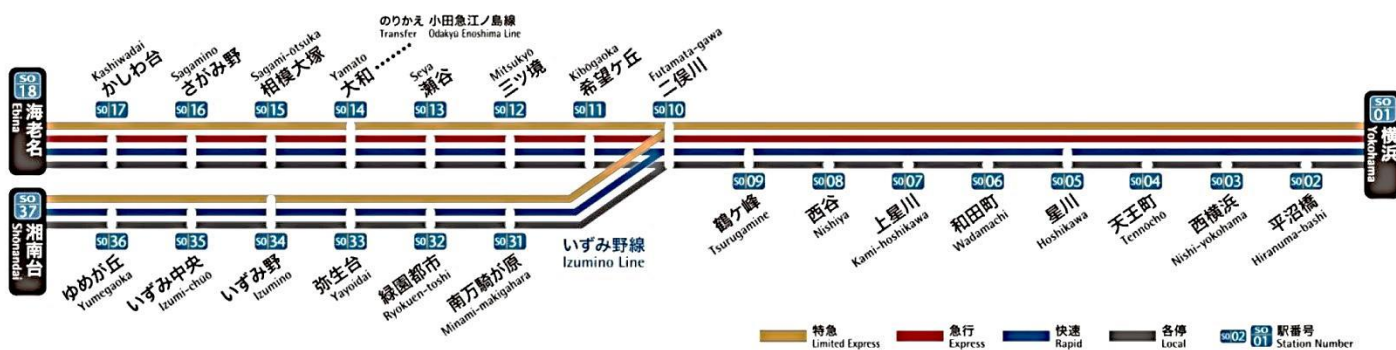 のりかえ 小田急江ノ島線
Transfer Odakyū Enoshima Line
SO
18
海老名
Ebina
Kashiwadai
かしわ台
SO 17
Sagamino
さがみ野
SO 16
Sagami-ōtsuka
相模大塚
SO 15
Yamato
大和
SO 14
Seya
瀬谷
SO 13
Mitsukyō
三ツ境
SO 12
Kibōgaoka
希望ケ丘
SO 11
Futamata-gawa
二俣川
SO 10
SO
01
横浜
Yokohama
SO 09
鶴ケ峰
Tsurugamine
SO 08
西谷
Nishiya
SO 07
上星川
Kami-hoshikawa
SO 06
和田町
Wadamachi
SO 05
星川
Hoshikawa
SO 04
天王町
Tennocho
SO 03
西横浜
Nishi-yokohama
SO 02
平沼橋
Hiranuma-bashi
SO
37
湘南台
Shōnandai
SO 36
ゆめが丘
Yumegaoka
SO 35
いずみ中央
Izumi-chūō
SO 34
いずみ野
Izumino
SO 33
弥生台
Yayoidai
SO 32
緑園都市
Ryokuen-toshi
SO 31
南万騎が原
Minami-makigahara
いずみ野線
Izumino Line
特急
Limited Express
急行
Express
快速
Rapid
各停
Local
SO 02
SO
01
駅番号
Station Number